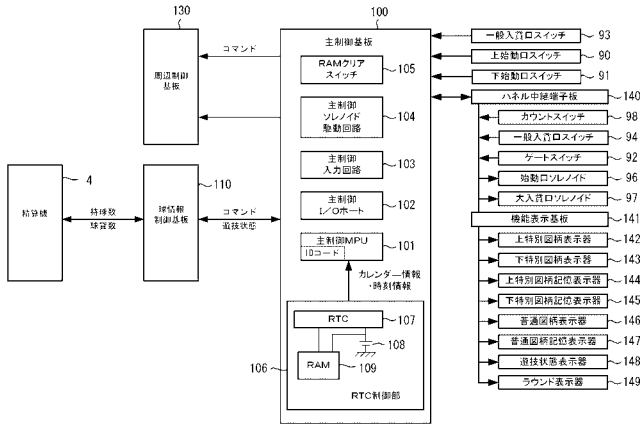 130
周辺制御
基板
コマンド
4
精算機
持球数
球貸数
110
球情報
制御基板
コマンド
遊技状態
100
主制御基板
RAMクリア
スイッチ
105
主制御
ソレノイド
駆動回路
104
主制御
入力回路
103
主制御
I/Oポート
102
主制御MPU
IDコード
101
カレンダー情報
・時刻情報
RTC
107
108
RAM
109
106
RTC制御部
一般入賞口スイッチ
93
上始動口スイッチ
90
下始動口スイッチ
91
パネル中継端子板
140
カウントスイッチ
98
一般入賞口スイッチ
94
ゲートスイッチ
92
始動口ソレノイド
96
大入賞口ソレノイド
97
機能表示基板
141
上特別図柄表示器
142
下特別図柄表示器
143
上特別図柄記憶表示器
144
下特別図柄記憶表示器
145
普通図柄表示器
146
普通図柄記憶表示器
147
遊技状態表示器
148
ラウンド表示器
149